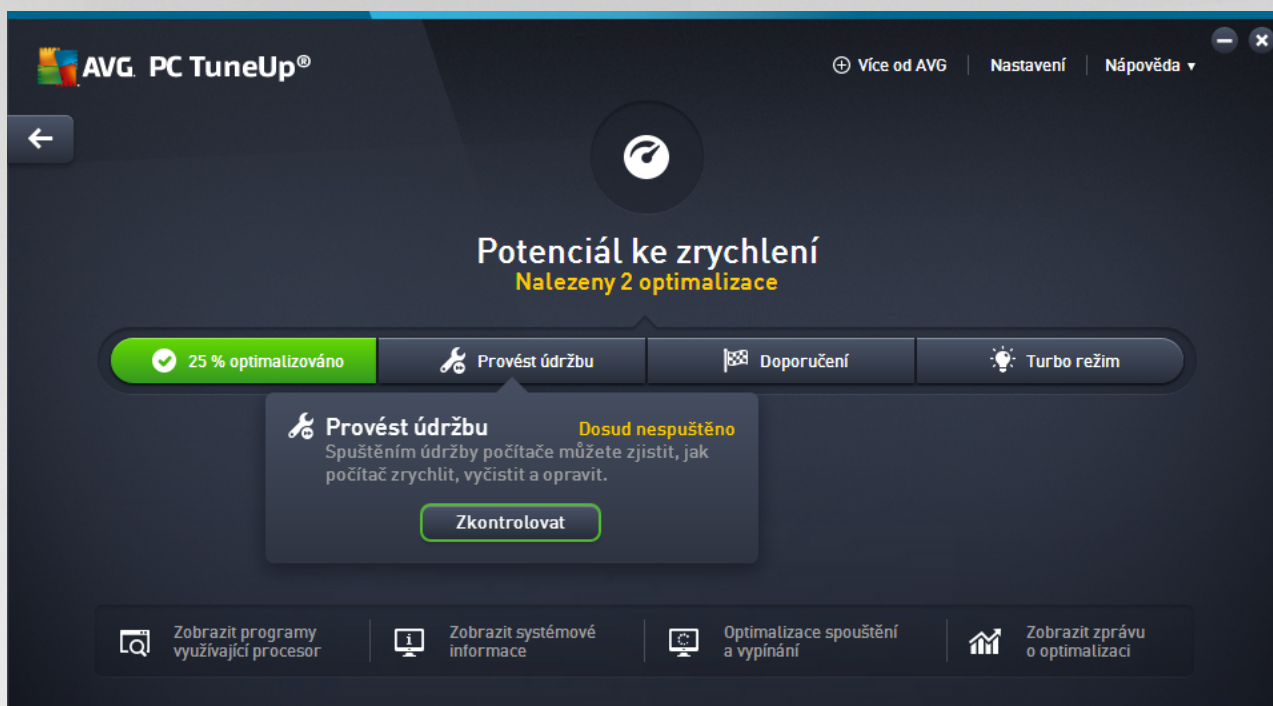 AVG. PC TuneUp®
Více od AVG
Nastavení
Nápověda
Potenciál ke zrychlení
Nalezeny 2 optimalizace
25 % optimalizováno
Provést údržbu
Doporučení
Turbo režim
Provést údržbu
Dosud nespuštěno
Spuštěním údržby počítače můžete zjistit, jak
počítač zrychlit, vyčistit a opravit.
Zkontrolovat
Zobrazit programy
využívající procesor
Zobrazit systémové
informace
Optimalizace spouštění
a vypínání
Zobrazit zprávu
o optimalizaci